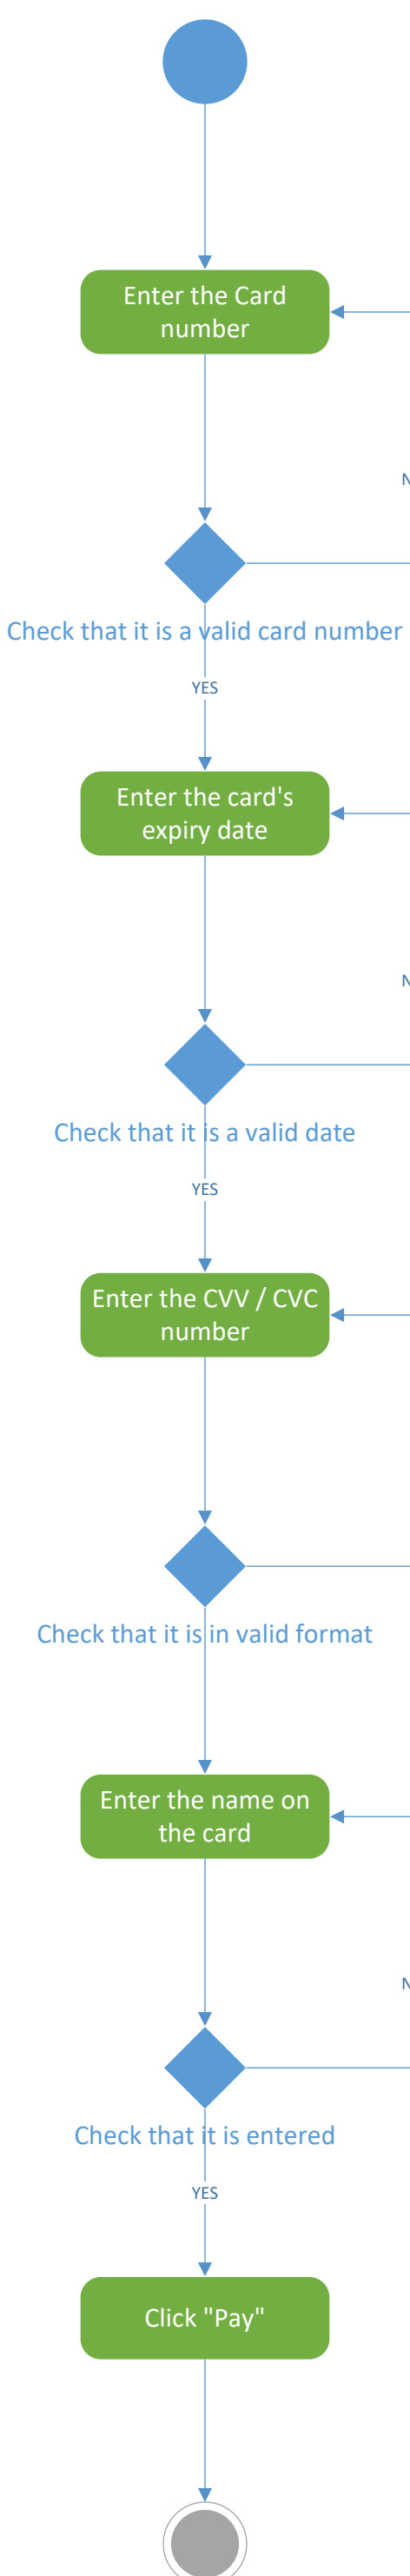 Enter the Card
number
Check that it is a valid card number
YES
Enter the card's
expiry date
Check that it is a valid date
YES
Enter the CVV / CVC
number
Check that it is in valid format
Enter the name on
the card
Check that it is entered
YES
Click "Pay"